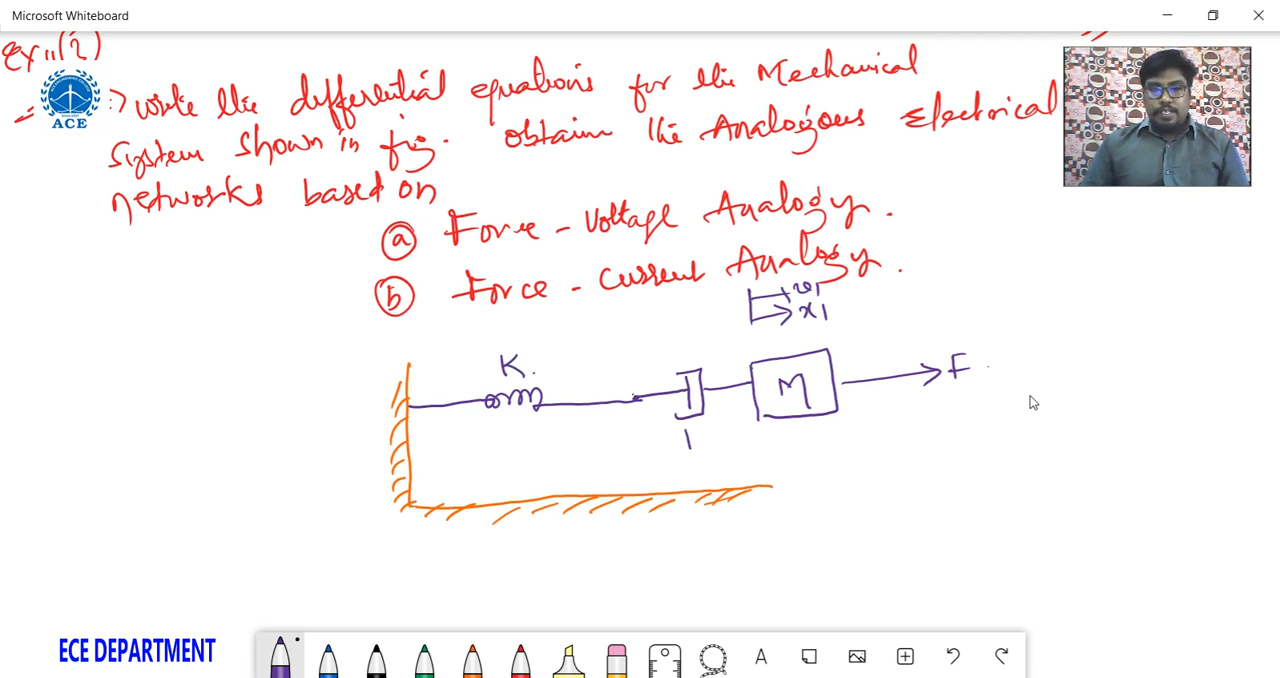 Microsoft Whiteboard
Ex11(2)
ACE
:> write the differential equations for the Mechanical
System shown in fig. obtain the Analogous Electrical
networks based on
(a) Force - Voltage Analogy.
(b) Force - Current Analogy.
x1
K.
M
F
ECE DEPARTMENT
A